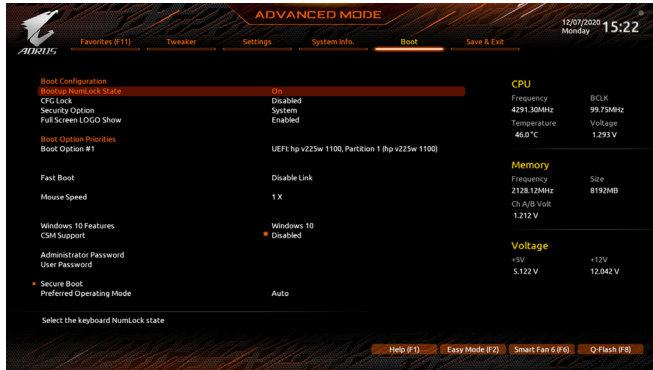 ADVANCED MODE
12/07/2020 Monday 15:22
AORUS
Favorites (F11) Tweaker Settings System Info. Boot Save & Exit
Boot Configuration
Bootup NumLock State On
CFG Lock Disabled
Security Option System
Full Screen LOGO Show Enabled
Boot Option Priorities
Boot Option #1 UEFI: hp v225w 1100, Partition 1 (hp v225w 1100)
Fast Boot Disable Link
Mouse Speed 1 X
Windows 10 Features Windows 10
CSM Support Disabled
Administrator Password
User Password
Secure Boot
Preferred Operating Mode Auto
Select the keyboard NumLock state
CPU
Frequency BCLK
4291.30MHz 99.75MHz
Temperature Voltage
46.0 °C 1.293 V
Memory
Frequency Size
2128.12MHz 8192MB
Ch A/B Volt
1.212 V
Voltage
+5V +12V
5.122 V 12.042 V
Help (F1) Easy Mode (F2) Smart Fan 6 (F6) Q-Flash (F8)